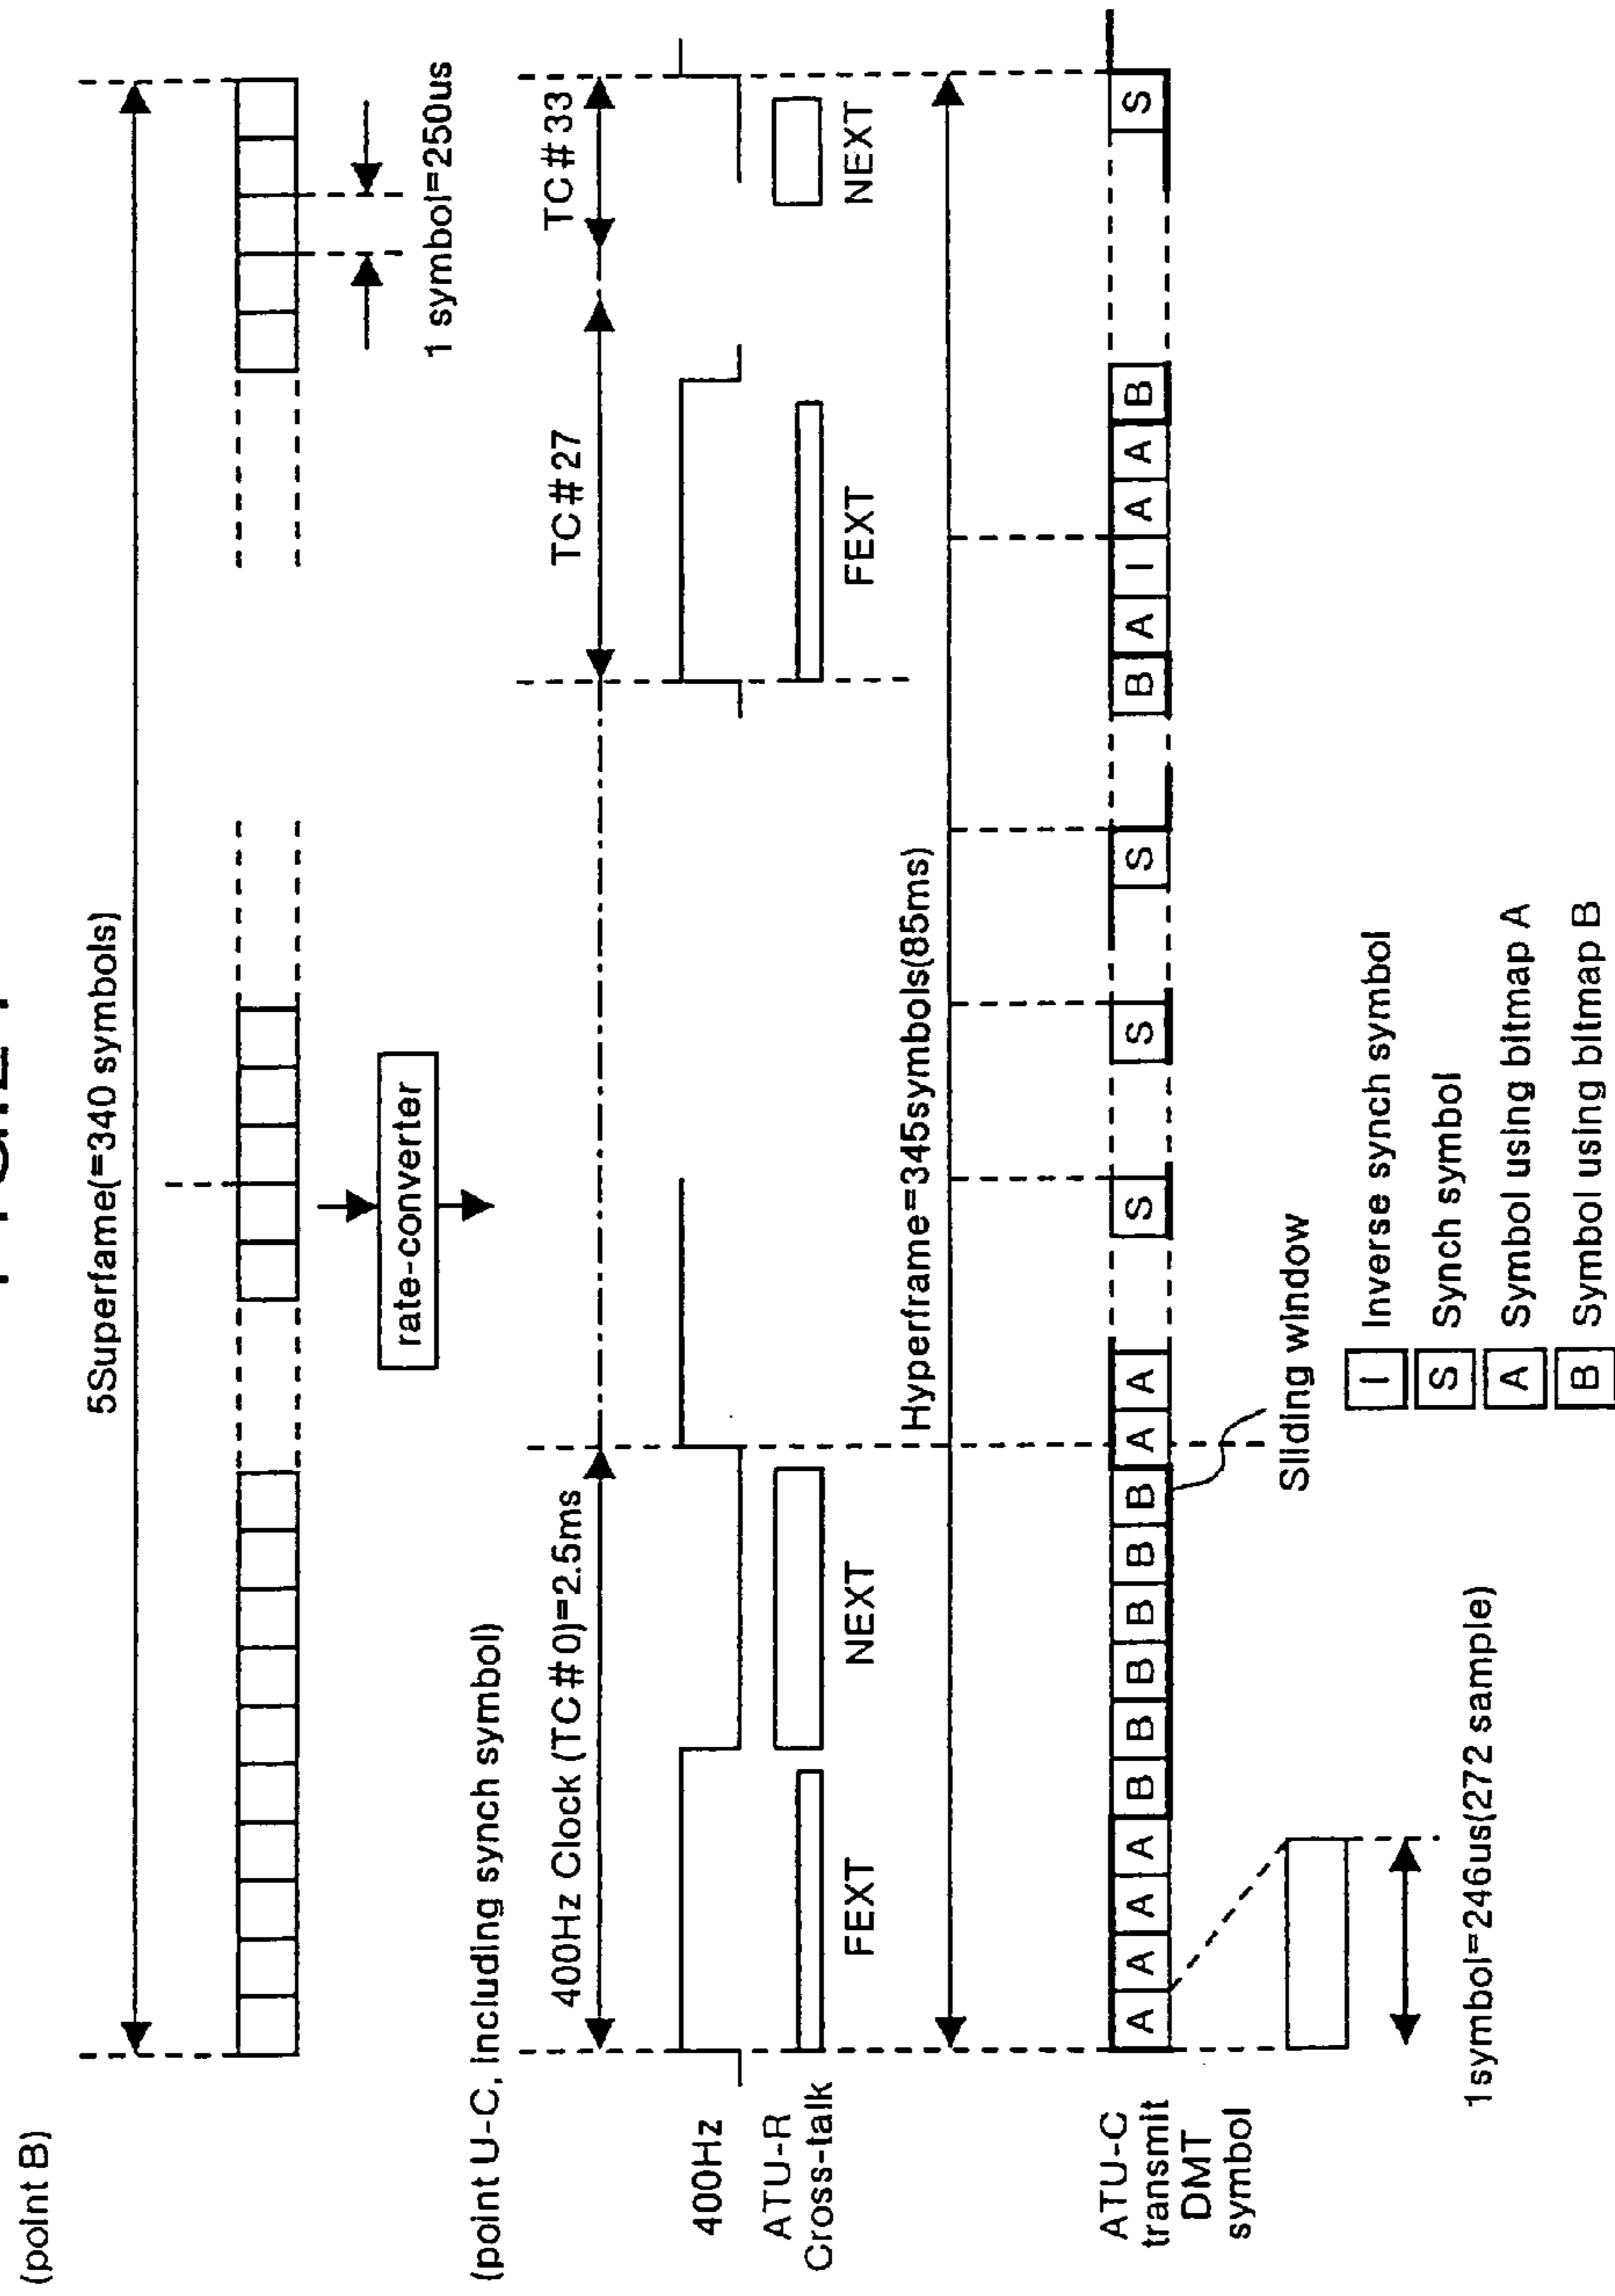 (point B)
5Superfame(=340 symbols)
1 symbol=250us
rate-converter
(point U-C, including synch symbol)
400Hz Clock (TC#0)=2.5ms
TC#27
TC#33
400Hz
ATU-R
Cross-talk
FEXT
NEXT
FEXT
NEXT
Hyperframe=345symbols(85ms)
ATU-C
transmit
DMT
symbol
A A A A B B B B B B A A S S S B A I A A B S
Sliding window
1symbol=246us(272 sample)
I Inverse synch symbol
S Synch symbol
A Symbol using bitmap A
B Symbol using bitmap B